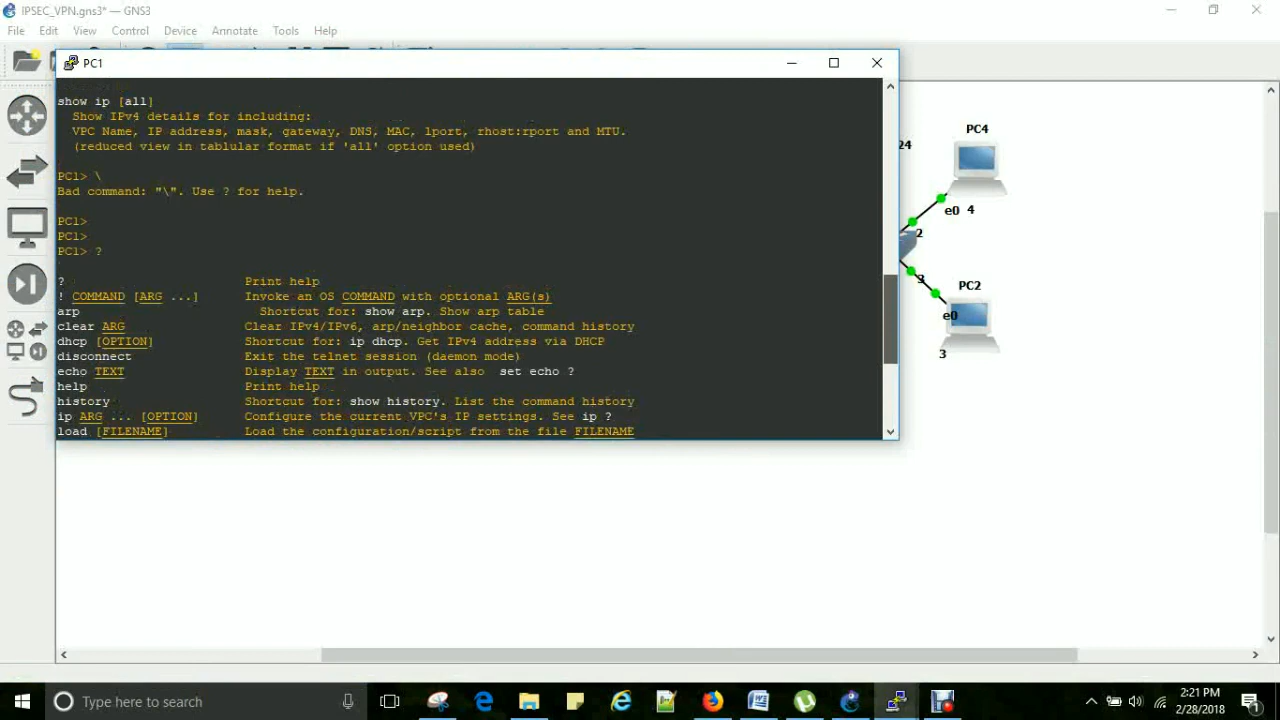 IPSEC_VPN.gns3* — GNS3
File Edit View Control Device Annotate Tools Help
PC1
show ip [all]
Show IPv4 details for including:
VPC Name, IP address, mask, gateway, DNS, MAC, lport, rhost:rport and MTU.
(reduced view in tablular format if 'all' option used)
PC1> \
Bad command: "\". Use ? for help.
PC1>
PC1>
PC1> ?
? Print help
! COMMAND [ARG ...] Invoke an OS COMMAND with optional ARG(s)
arp Shortcut for: show arp. Show arp table
clear ARG Clear IPv4/IPv6, arp/neighbor cache, command history
dhcp [OPTION] Shortcut for: ip dhcp. Get IPv4 address via DHCP
disconnect Exit the telnet session (daemon mode)
echo TEXT Display TEXT in output. See also set echo ?
help Print help
history Shortcut for: show history. List the command history
ip ARG ... [OPTION] Configure the current VPC's IP settings. See ip ?
load [FILENAME] Load the configuration/script from the file FILENAME
PC4
24
e0 4
2
3
PC2
e0
3
Type here to search
2:21 PM
2/28/2018
1